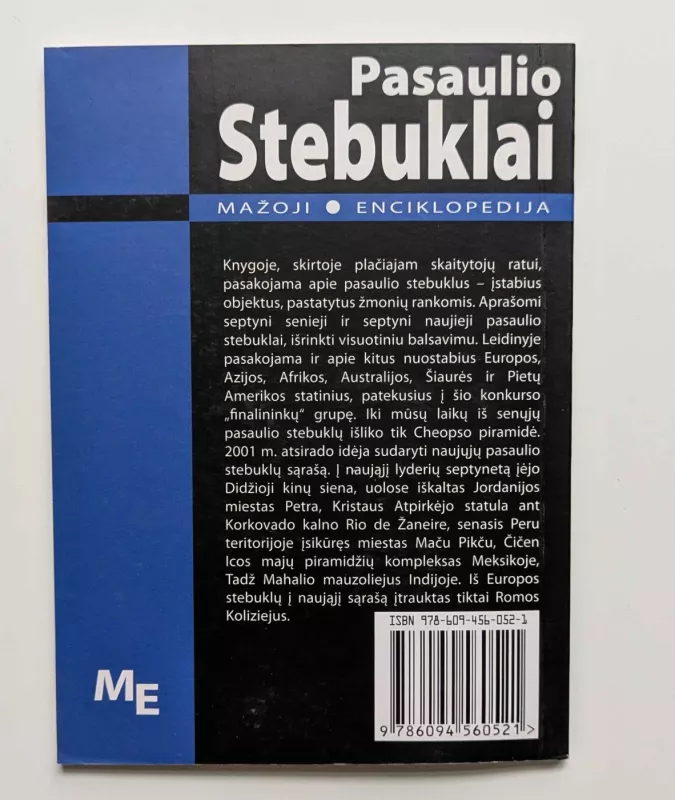 Pasaulio
Stebuklai
MAŽOJI ● ENCIKLOPEDIJA
Knygoje, skirtoje plačiajam skaitytojų ratui,
pasakojama apie pasaulio stebuklus – įstabius
objektus, pastatytus žmonių rankomis. Aprašomi
septyni senieji ir septyni naujieji pasaulio
stebuklai, išrinkti visuotiniu balsavimu. Leidinyje
pasakojama ir apie kitus nuostabius Europos,
Azijos, Afrikos, Australijos, Šiaurės ir Pietų
Amerikos statinius, patekusius į šio konkurso
„finalininkų“ grupę. Iki mūsų laikų iš senųjų
pasaulio stebuklų išliko tik Cheopso piramidė.
2001 m. atsirado idėja sudaryti naujųjų pasaulio
stebuklų sąrašą. Į naująjį lyderių septynetą įėjo
Didžioji kinų siena, uolose iškaltas Jordanijos
miestas Petra, Kristaus Atpirkėjo statula ant
Korkovado kalno Rio de Žaneire, senasis Peru
teritorijoje įsikūręs miestas Maču Pikču, Čičen
Icos majų piramidžių kompleksas Meksikoje,
Tadž Mahalio mauzoliejus Indijoje. Iš Europos
stebuklų į naująjį sąrašą įtrauktas tiktai Romos
Koliziejus.
ISBN 978-609-456-052-1
9 786094 560521 >
ME